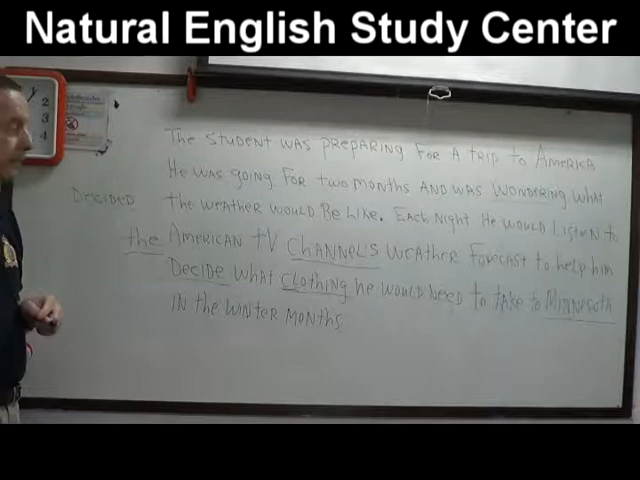 Natural English Study Center
2
3
4
The student was preparing for a trip to America
He was going for two months and was wondering what
Decided
the weather would be like. Each night he would listen to
the American TV channel's weather forecast to help him
Decide what clothing he would need to take to Minnesota
in the winter months